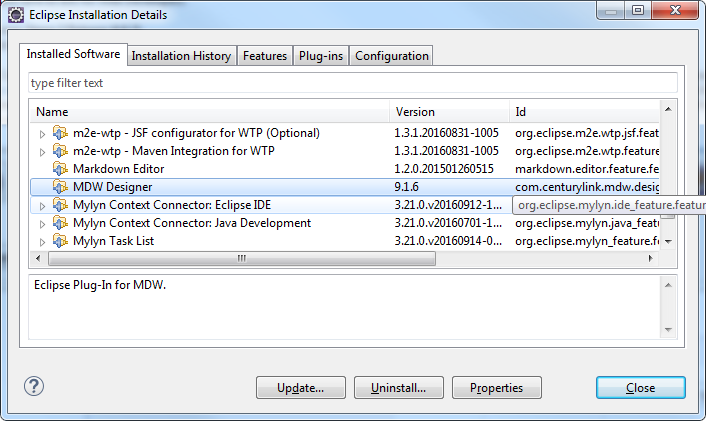 Eclipse Installation Details
Installed Software Installation History Features Plug-ins Configuration
type filter text
Name Version Id
m2e-wtp - JSF configurator for WTP (Optional) 1.3.1.20160831-1005 org.eclipse.m2e.wtp.jsf.feat
m2e-wtp - Maven Integration for WTP 1.3.1.20160831-1005 org.eclipse.m2e.wtp.feature
Markdown Editor 1.2.0.201501260515 markdown.editor.feature.fe
MDW Designer 9.1.6 com.centurylink.mdw.desig
Mylyn Context Connector: Eclipse IDE 3.21.0.v20160912-1... org.eclipse.mylyn.ide_feature.featur
Mylyn Context Connector: Java Development 3.21.0.v20160701-1... org.eclipse.mylyn.java_featu
Mylyn Task List 3.21.0.v20160914-0... org.eclipse.mylyn_feature.fe
Eclipse Plug-In for MDW.
? Update... Uninstall... Properties Close